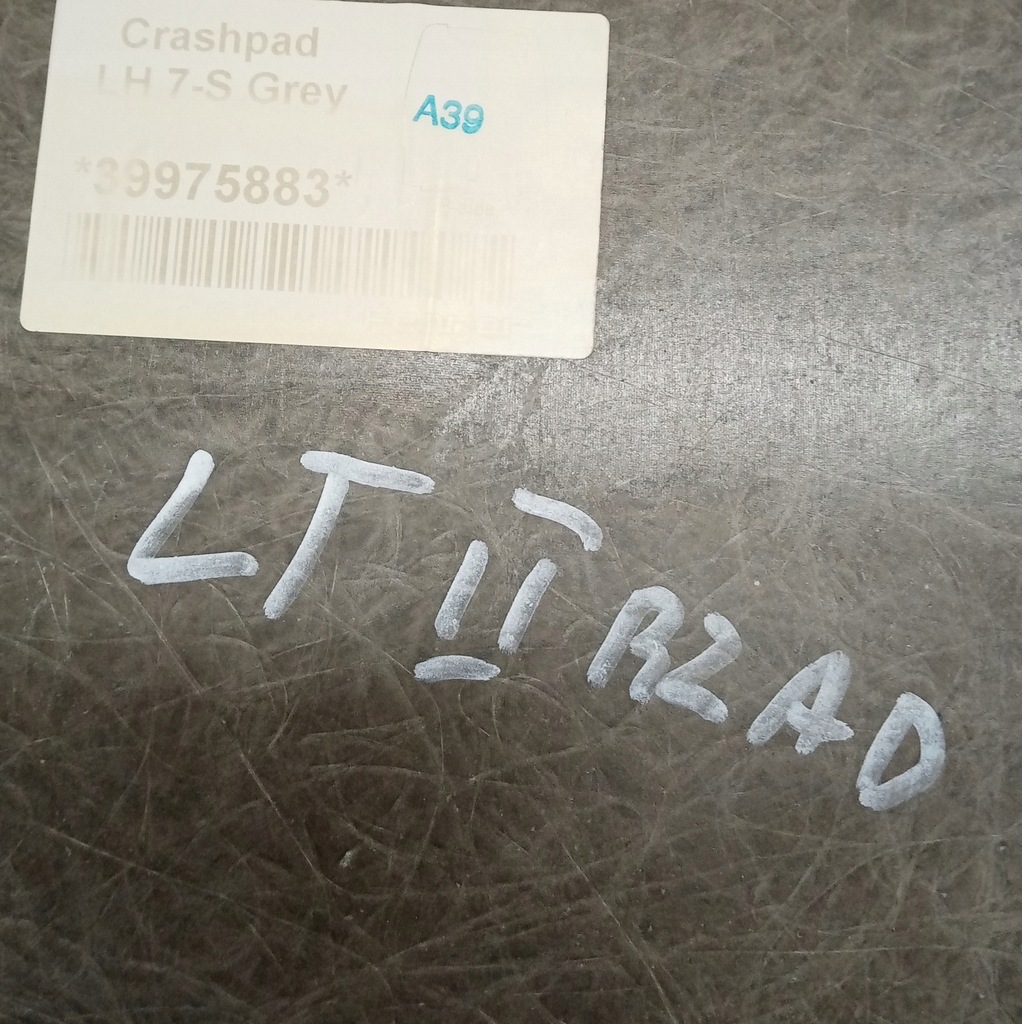 Crashpad
LH 7-S Grey
A39
*39975883*
LT II RZAD